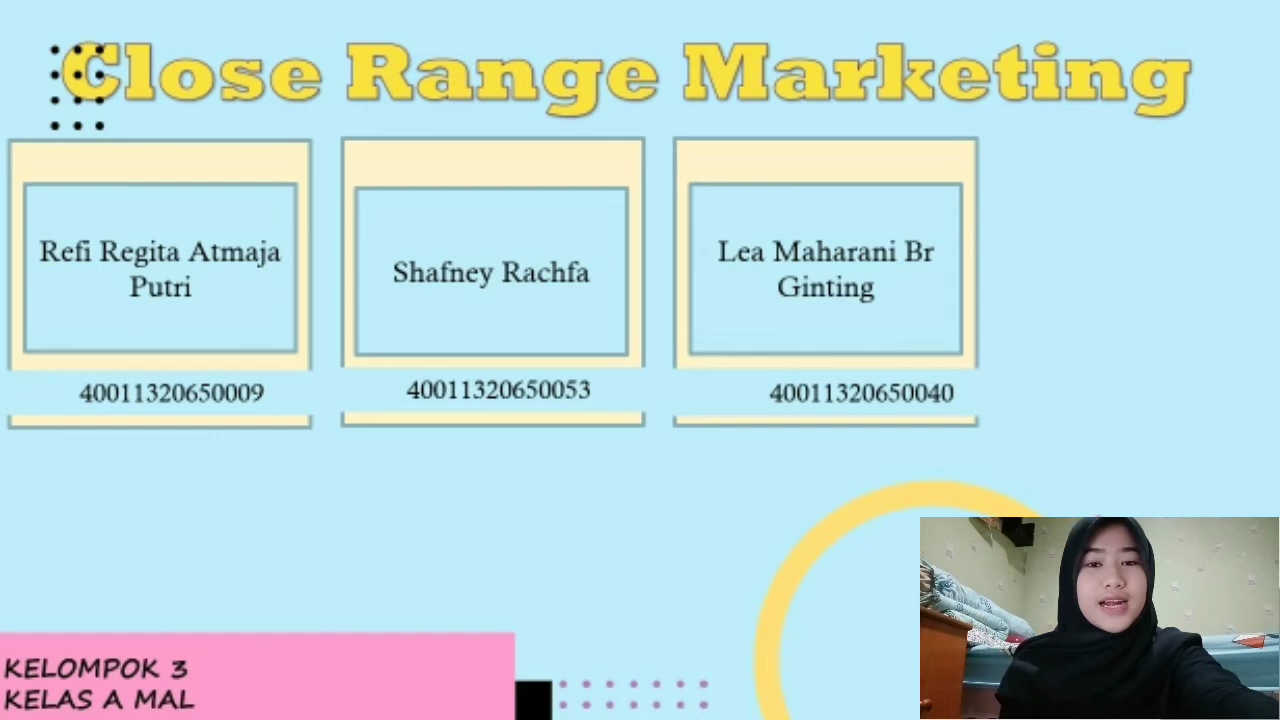 Close Range Marketing
Refi Regita Atmaja
Putri
40011320650009
Shafney Rachfa
40011320650053
Lea Maharani Br
Ginting
40011320650040
KELOMPOK 3
KELAS A MAL